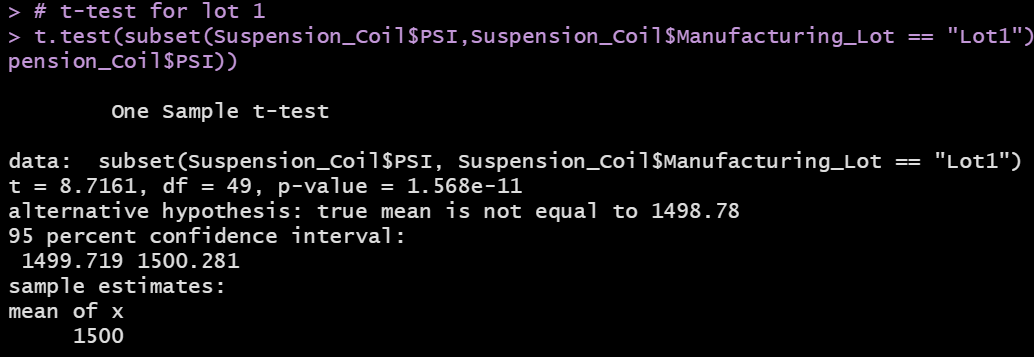 > # t-test for lot 1
> t.test(subset(Suspension_Coil$PSI,Suspension_Coil$Manufacturing_Lot == "Lot1")
pension_Coil$PSI))
One Sample t-test
data:  subset(Suspension_Coil$PSI, Suspension_Coil$Manufacturing_Lot == "Lot1")
t = 8.7161, df = 49, p-value = 1.568e-11
alternative hypothesis: true mean is not equal to 1498.78
95 percent confidence interval:
1499.719 1500.281
sample estimates:
mean of x
1500